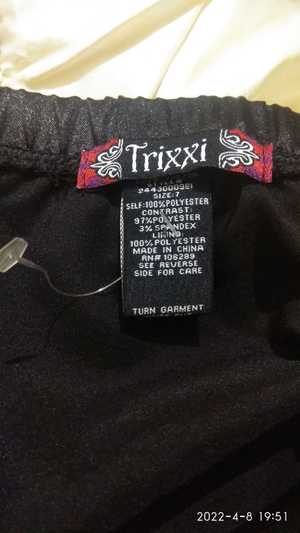 Trixxi
SIZE:7
SELF:100%POLYESTER
CONTRAST:
97%POLYESTER
3% SPANDEX
LINING:
100%POLYESTER
MADE IN CHINA
RN# 106289
SEE REVERSE
SIDE FOR CARE
TURN GARMENT
2022-4-8 19:51